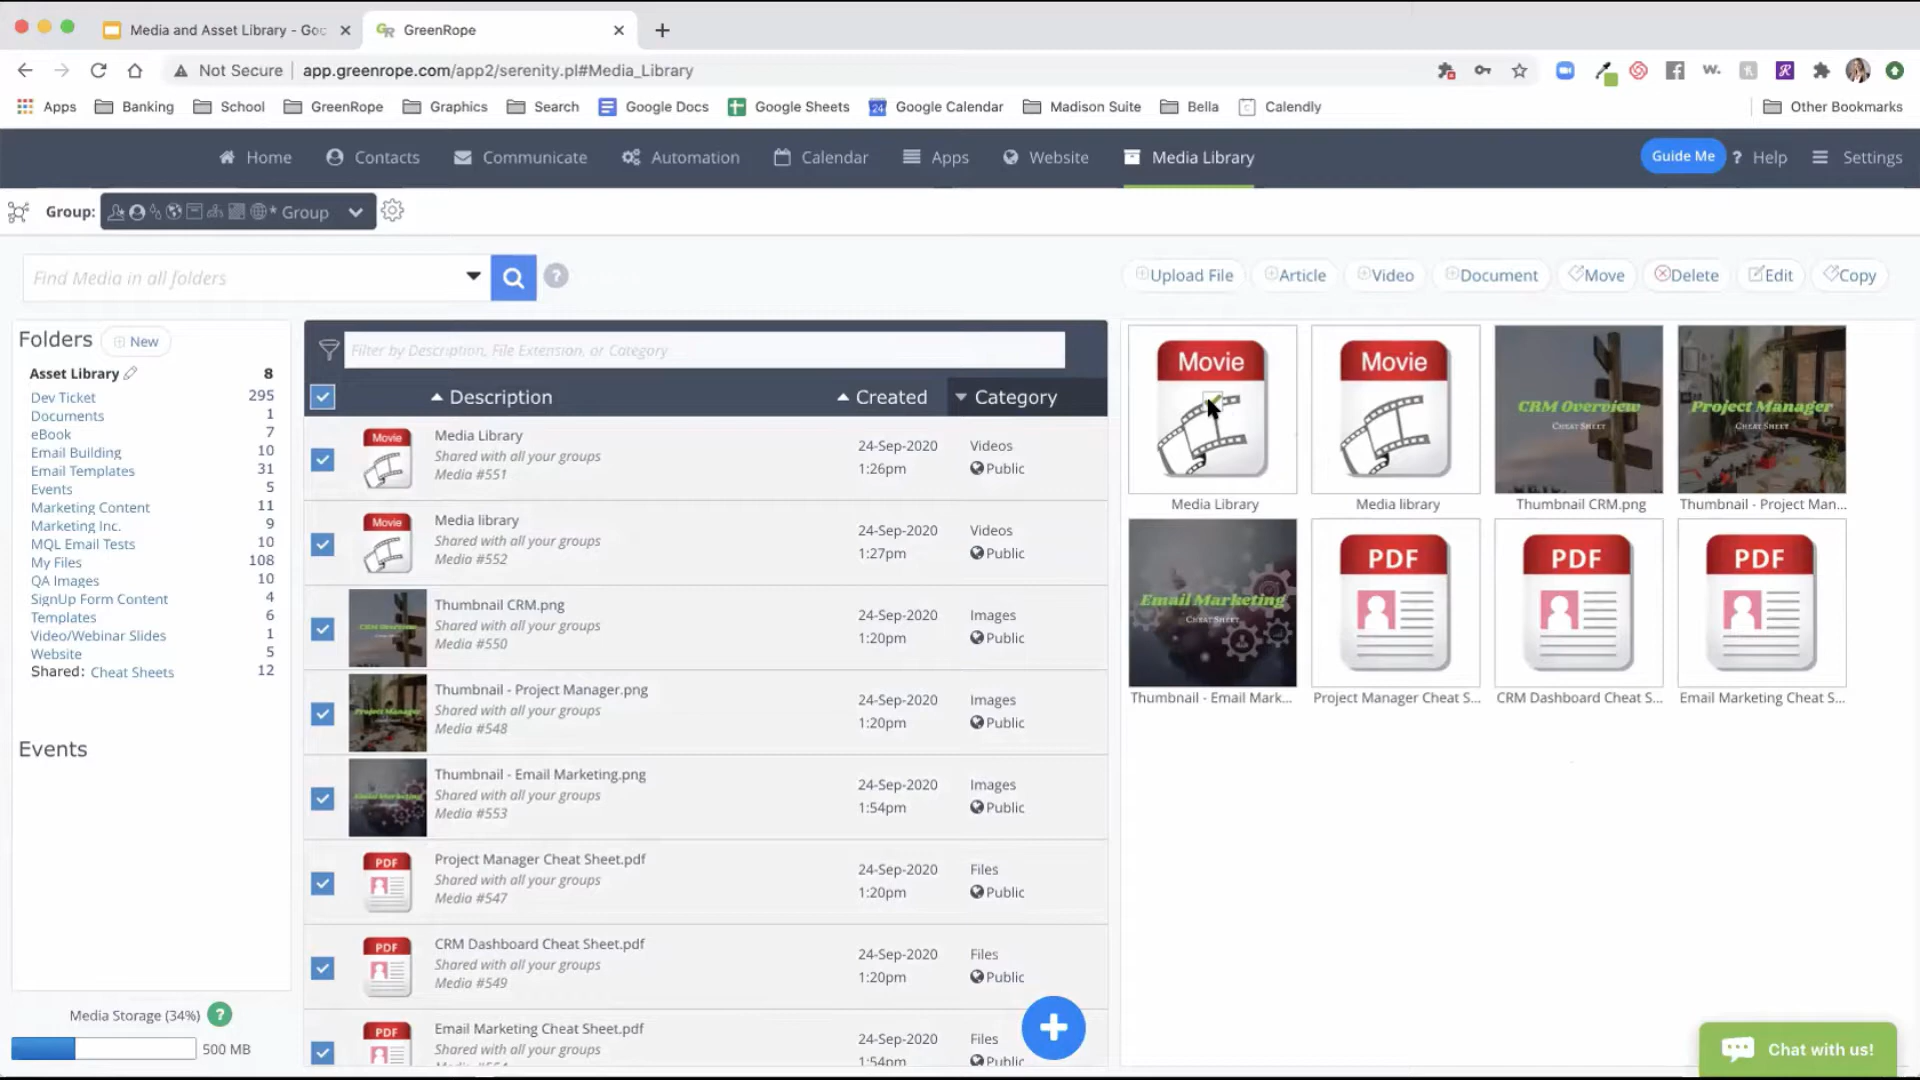 Media and Asset Library - Goo
GreenRope
Not Secure
app.greenrope.com/app2/serenity.pl#Media_Library
Apps
Banking
School
GreenRope
Graphics
Search
Google Docs
Google Sheets
24
Google Calendar
Madison Suite
Bella
Calendly
Other Bookmarks
Home
Contacts
Communicate
Automation
Calendar
Apps
Website
Media Library
Guide Me
? Help
Settings
Group:
* Group
Find Media in all folders
?
Upload File
Article
Video
Document
Move
Delete
Edit
Copy
Folders
New
Asset Library 8
Dev Ticket 295
Documents 1
eBook 7
Email Building 10
Email Templates 31
Events 5
Marketing Content 11
Marketing Inc. 9
MQL Email Tests 10
My Files 108
QA Images 10
SignUp Form Content 4
Templates 6
Video/Webinar Slides 1
Website 5
Shared: Cheat Sheets 12
Events
Media Storage (34%) ?
500 MB
Filter by Description, File Extension, or Category
Description Created Category
Movie
Media Library
Shared with all your groups
Media #551
24-Sep-2020
1:26pm
Videos
Public
Movie
Media library
Shared with all your groups
Media #552
24-Sep-2020
1:27pm
Videos
Public
CRM Overview
Thumbnail CRM.png
Shared with all your groups
Media #550
24-Sep-2020
1:20pm
Images
Public
Project Manager
Thumbnail - Project Manager.png
Shared with all your groups
Media #548
24-Sep-2020
1:20pm
Images
Public
Email Marketing
Thumbnail - Email Marketing.png
Shared with all your groups
Media #553
24-Sep-2020
1:54pm
Images
Public
PDF
Project Manager Cheat Sheet.pdf
Shared with all your groups
Media #547
24-Sep-2020
1:20pm
Files
Public
PDF
CRM Dashboard Cheat Sheet.pdf
Shared with all your groups
Media #549
24-Sep-2020
1:20pm
Files
Public
PDF
Email Marketing Cheat Sheet.pdf
Shared with all your groups
24-Sep-2020
1:54pm
Files
Public
Movie
Media Library
Movie
Media library
CRM Overview
CHEAT SHEET
Thumbnail CRM.png
Project Manager
CHEAT SHEET
Thumbnail - Project Man...
Email Marketing
CHEAT SHEET
Thumbnail - Email Mark...
PDF
Project Manager Cheat S...
PDF
CRM Dashboard Cheat S...
PDF
Email Marketing Cheat S...
Chat with us!